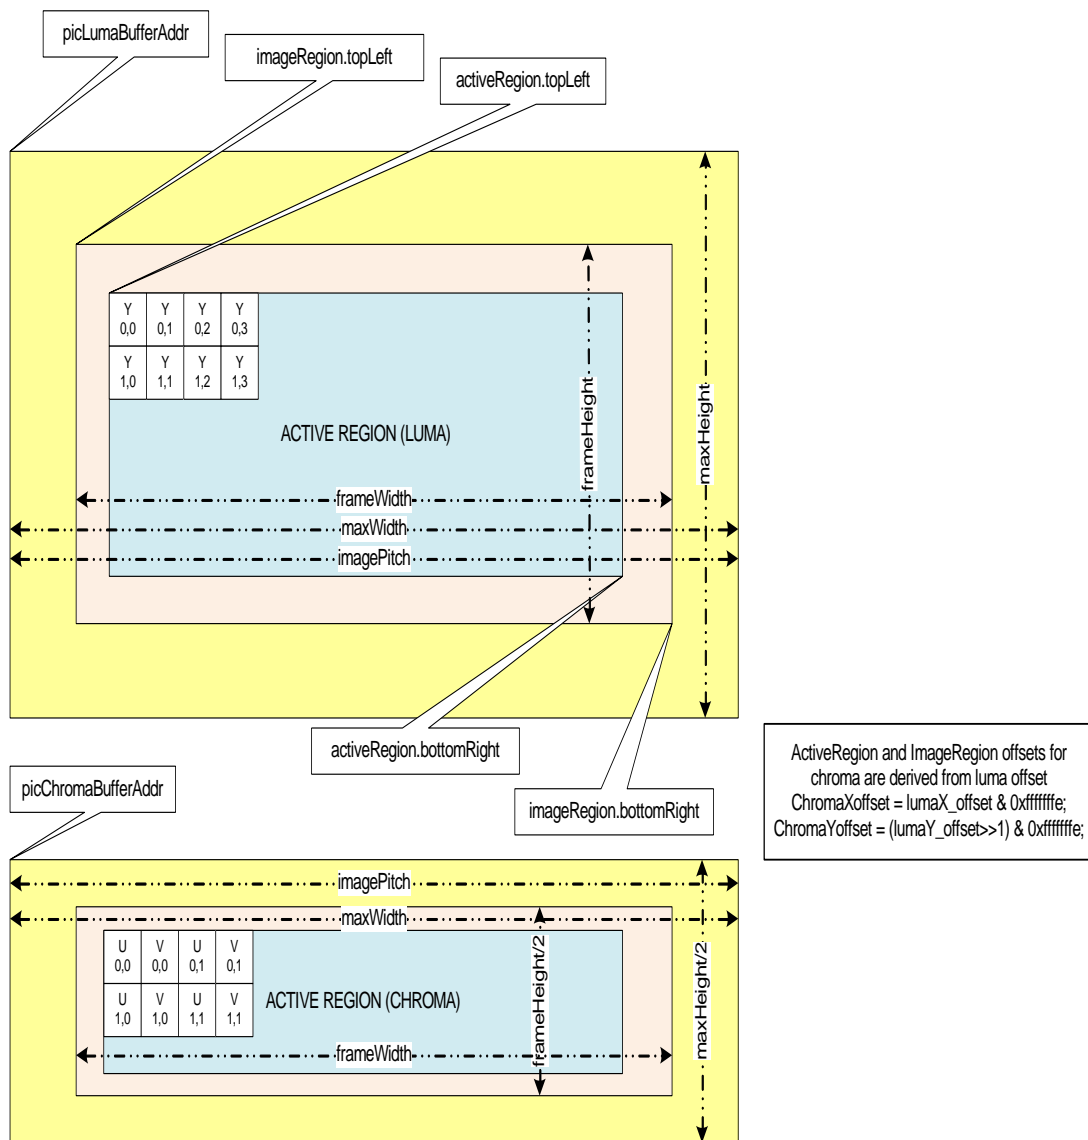 picLumaBufferAddr
imageRegion.topLeft
activeRegion.topLeft
Y Y Y Y
0,0 0,1 0,2 0,3
Y Y Y Y
1,0 1,1 1,2 1,3
ACTIVE REGION (LUMA)
frameHeight
maxHeight
frameWidth
maxWidth
imagePitch
activeRegion.bottomRight
imageRegion.bottomRight
ActiveRegion and ImageRegion offsets for
chroma are derived from luma offset
ChromaXoffset = lumaX_offset & 0xfffffffe;
ChromaYoffset = (lumaY_offset>>1) & 0xfffffffe;
picChromaBufferAddr
imagePitch
maxWidth
U V U V
0,0 0,0 0,1 0,1
U V U V
1,0 1,0 1,1 1,1
ACTIVE REGION (CHROMA)
frameHeight/2
maxHeight/2
frameWidth